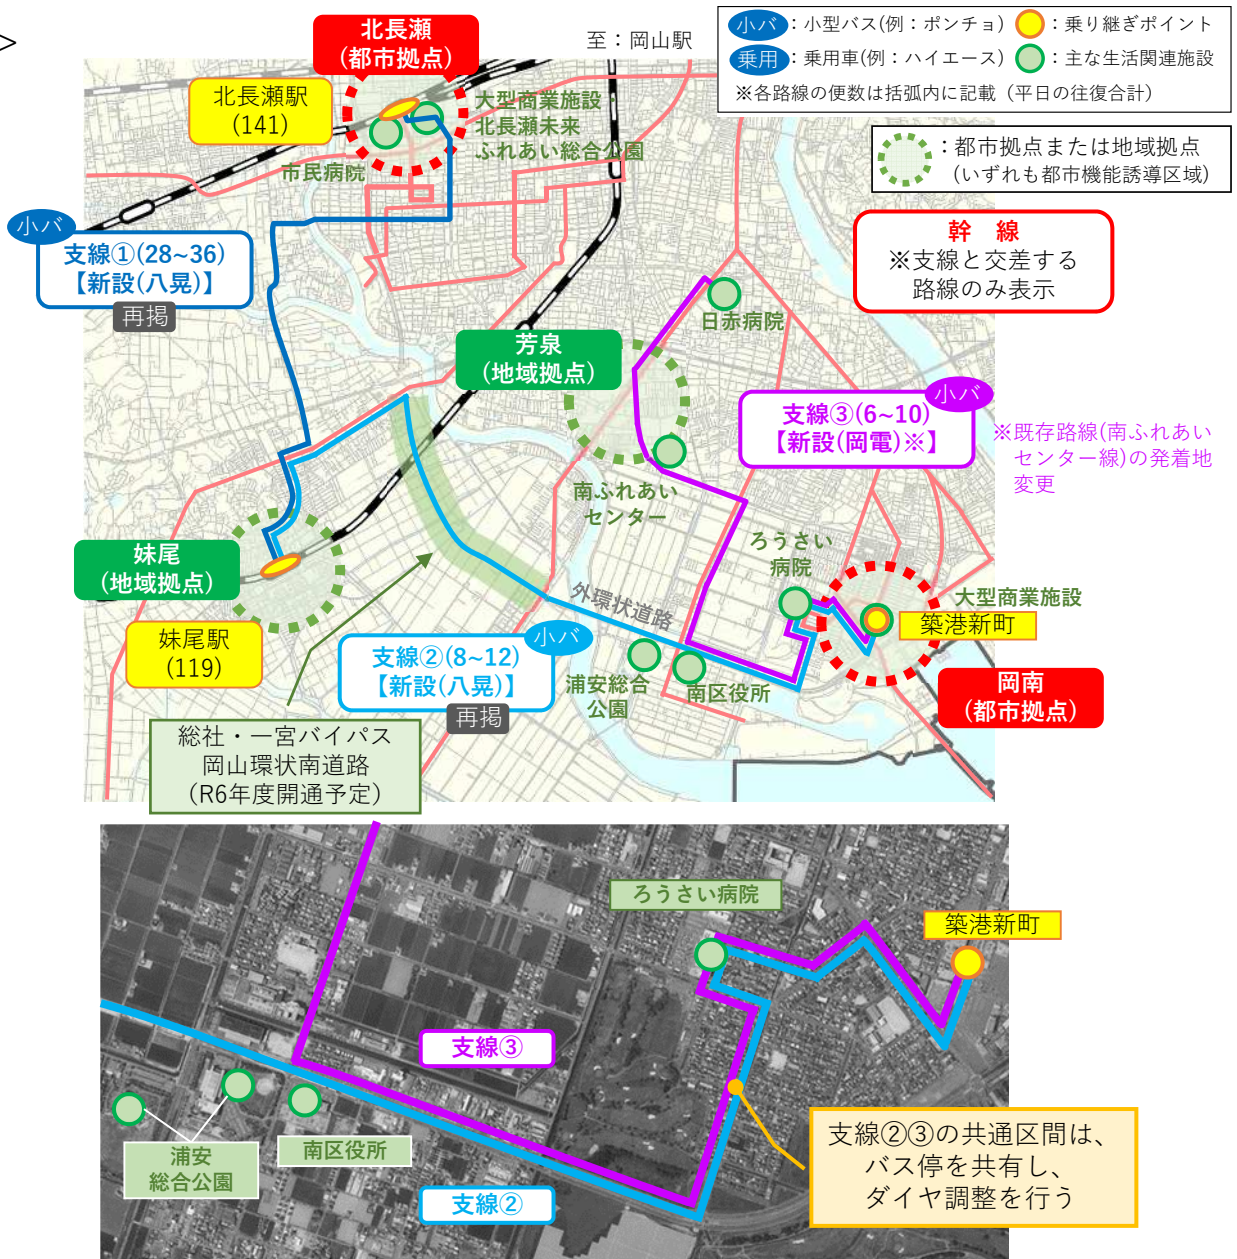 >
北長瀬
(都市拠点)
至：岡山駅
小バ：小型バス(例：ポンチョ)
：乗り継ぎポイント
乗用：乗用車(例：ハイエース)
：主な生活関連施設
※各路線の便数は括弧内に記載（平日の往復合計）
：都市拠点または地域拠点
(いずれも都市機能誘導区域)
北長瀬駅
(141)
大型商業施設・
北長瀬未来
ふれあい総合公園
市民病院
小バ
支線①(28~36)
【新設(八晃)】
再掲
幹　線
※支線と交差する
路線のみ表示
日赤病院
芳泉
(地域拠点)
小バ
支線③(6~10)
【新設(岡電)※】
※既存路線(南ふれあい
センター線)の発着地
変更
南ふれあい
センター
ろうさい
病院
妹尾
(地域拠点)
外環状道路
大型商業施設
築港新町
妹尾駅
(119)
小バ
支線②(8~12)
【新設(八晃)】
再掲
浦安総合
公園
南区役所
岡南
(都市拠点)
総社・一宮バイパス
岡山環状南道路
(R6年度開通予定)
ろうさい病院
築港新町
支線③
浦安
総合公園
南区役所
支線②
支線②③の共通区間は、
バス停を共有し、
ダイヤ調整を行う